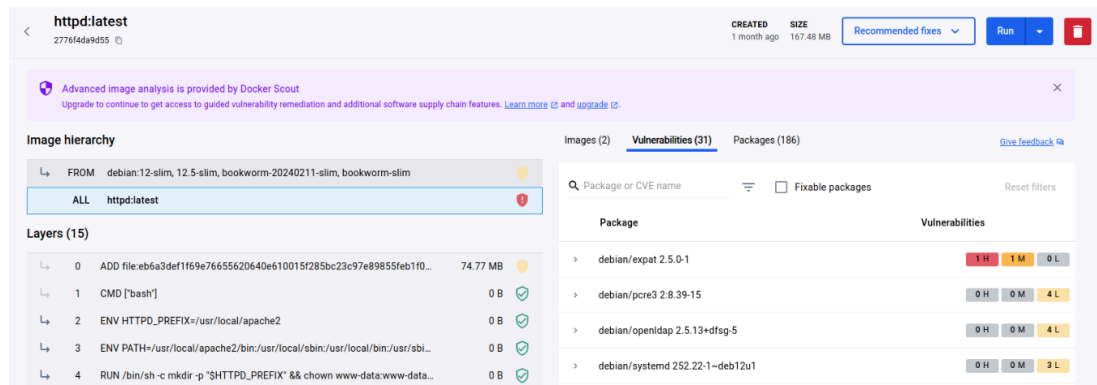 httpd:latest
2776f4da9d55
CREATED SIZE
1 month ago 167.48 MB
Recommended fixes
Run
Advanced image analysis is provided by Docker Scout
Upgrade to continue to get access to guided vulnerability remediation and additional software supply chain features. Learn more and upgrade.
Image hierarchy
FROM debian:12-slim, 12.5-slim, bookworm-20240211-slim, bookworm-slim
ALL httpd:latest
Layers (15)
0 ADD file:eb6a3def1f69e76655620640e610015f285bc23c97e89855feb1f0... 74.77 MB
1 CMD ["bash"] 0 B
2 ENV HTTPD_PREFIX=/usr/local/apache2 0 B
3 ENV PATH=/usr/local/apache2/bin:/usr/local/sbin:/usr/local/bin:/usr/sbi... 0 B
4 RUN /bin/sh -c mkdir -p "$HTTPD_PREFIX" && chown www-data:www-data... 0 B
Images (2) Vulnerabilities (31) Packages (186) Give feedback
Package or CVE name Fixable packages Reset filters
Package Vulnerabilities
debian/expat 2.5.0-1 1 H 1 M 0 L
debian/pcre3 2:8.39-15 0 H 0 M 4 L
debian/openldap 2.5.13+dfsg-5 0 H 0 M 4 L
debian/systemd 252.22-1~deb12u1 0 H 0 M 3 L